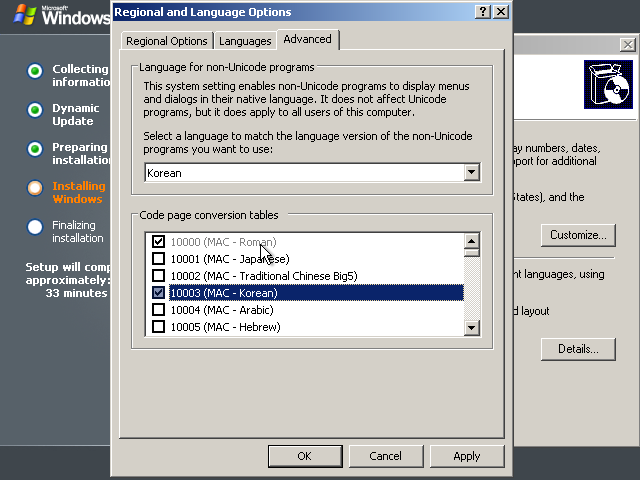 Microsoft
Windows
Collecting
informatio
Dynamic
Update
Preparing
installatio
Installing
Windows
Finalizing
installation
Setup will comp
approximately:
33 minutes
Regional and Language Options
Regional Options
Languages
Advanced
Language for non-Unicode programs
This system setting enables non-Unicode programs to display menus
and dialogs in their native language. It does not affect Unicode
programs, but it does apply to all users of this computer.
Select a language to match the language version of the non-Unicode
programs you want to use:
Korean
Code page conversion tables
10000 (MAC - Roman)
10001 (MAC - Japanese)
10002 (MAC - Traditional Chinese Big5)
10003 (MAC - Korean)
10004 (MAC - Arabic)
10005 (MAC - Hebrew)
OK
Cancel
Apply
ay numbers, dates,
pport for additional
States), and the
Customize...
nt languages, using
d layout
Details...